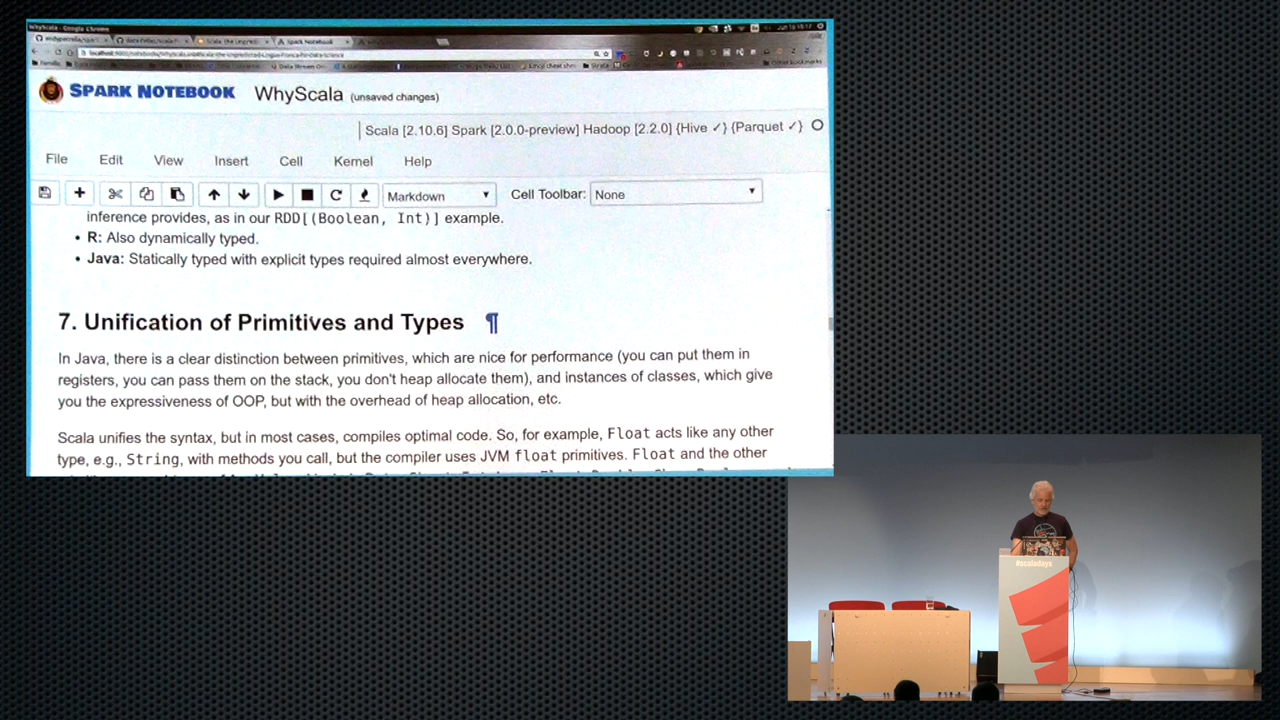 WhyScala - Google Chrome
Spark Notebook
SPARK NOTEBOOK WhyScala (unsaved changes)
Scala [2.10.6] Spark [2.0.0-preview] Hadoop [2.2.0] {Hive ✓} {Parquet ✓}
File Edit View Insert Cell Kernel Help
Markdown Cell Toolbar: None
inference provides, as in our RDD[(Boolean, Int)] example.
• R: Also dynamically typed.
• Java: Statically typed with explicit types required almost everywhere.
7. Unification of Primitives and Types ¶
In Java, there is a clear distinction between primitives, which are nice for performance (you can put them in
registers, you can pass them on the stack, you don't heap allocate them), and instances of classes, which give
you the expressiveness of OOP, but with the overhead of heap allocation, etc.
Scala unifies the syntax, but in most cases, compiles optimal code. So, for example, Float acts like any other
type, e.g., String, with methods you call, but the compiler uses JVM float primitives. Float and the other
#scaladays